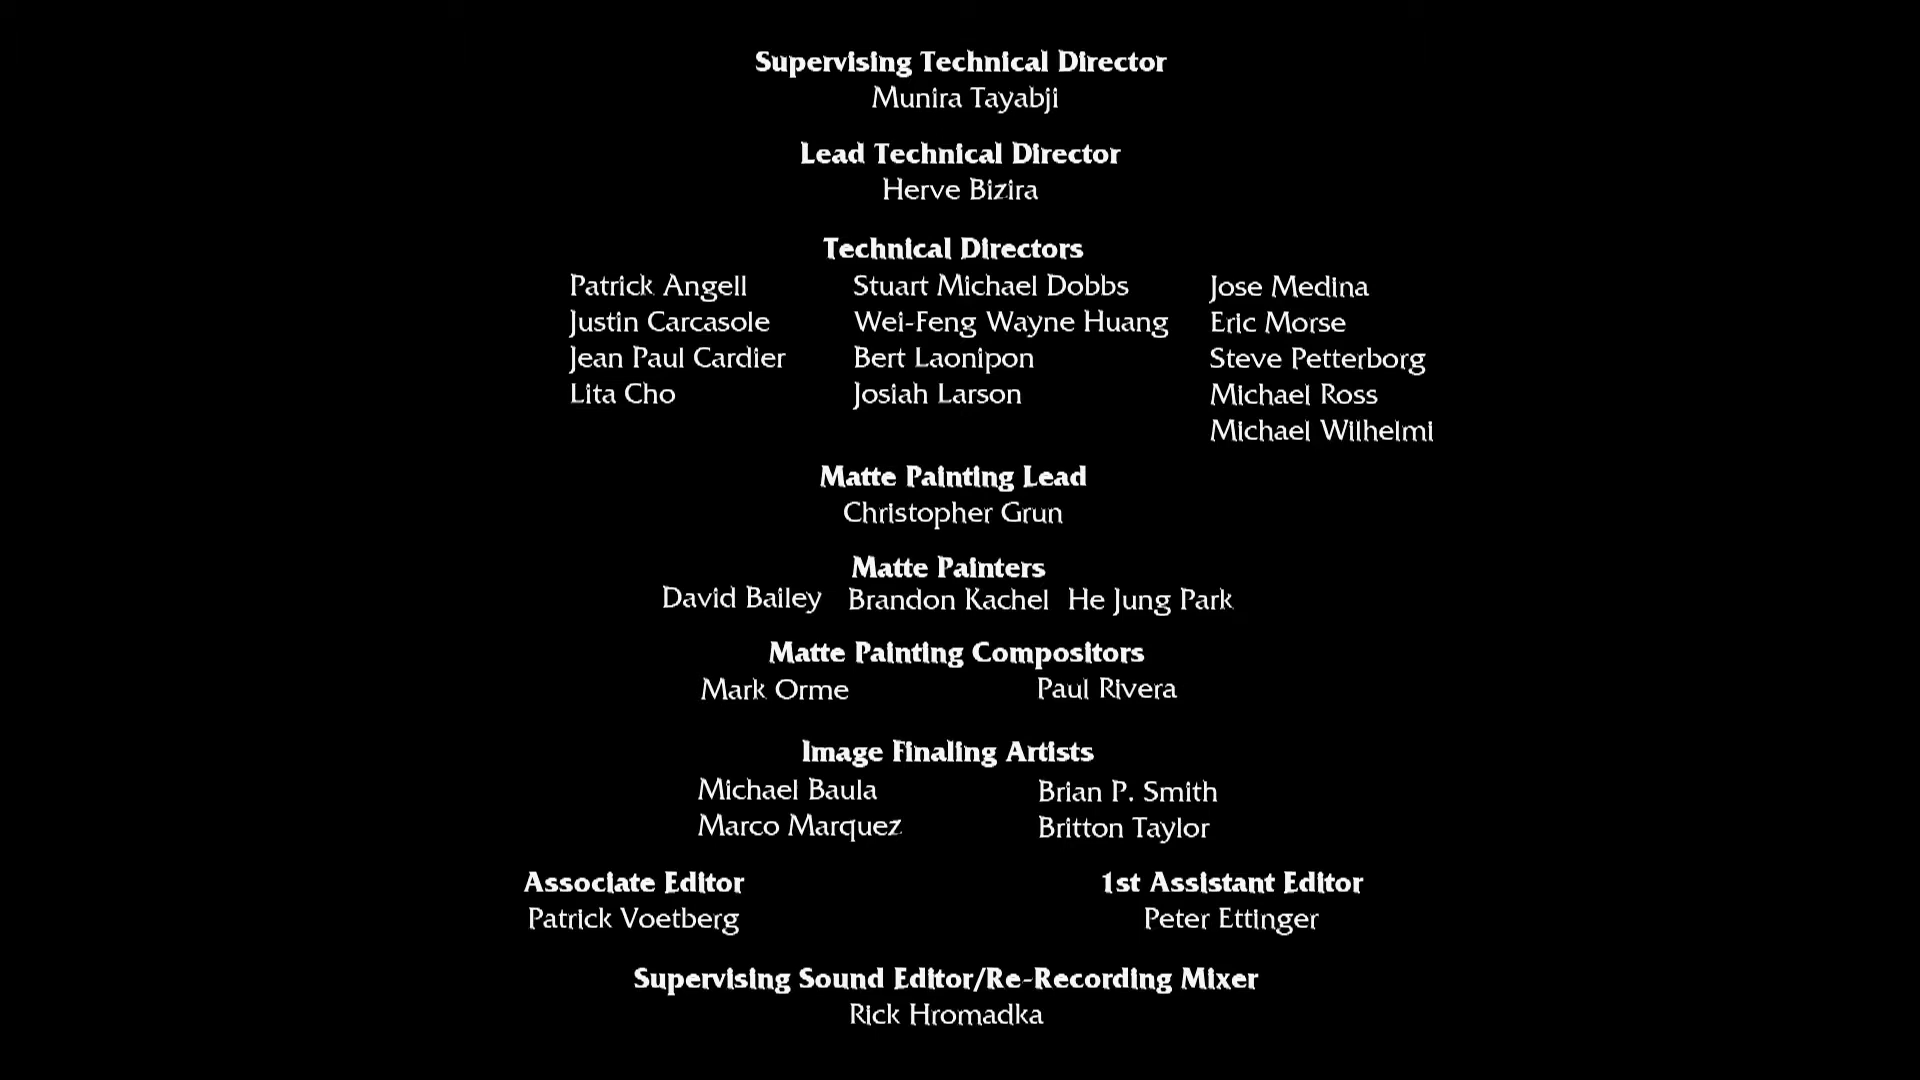 Supervising Technical Director
Munira Tayabji
Lead Technical Director
Herve Bizira
Technical Directors
Patrick Angell Stuart Michael Dobbs Jose Medina
Justin Carcasole Wei-Feng Wayne Huang Eric Morse
Jean Paul Cardier Bert Laonipon Steve Petterborg
Lita Cho Josiah Larson Michael Ross
Michael Wilhelmi
Matte Painting Lead
Christopher Grun
Matte Painters
David Bailey Brandon Kachel He Jung Park
Matte Painting Compositors
Mark Orme Paul Rivera
Image Finaling Artists
Michael Baula Brian P. Smith
Marco Marquez Britton Taylor
Associate Editor 1st Assistant Editor
Patrick Voetberg Peter Ettinger
Supervising Sound Editor/Re-Recording Mixer
Rick Hromadka